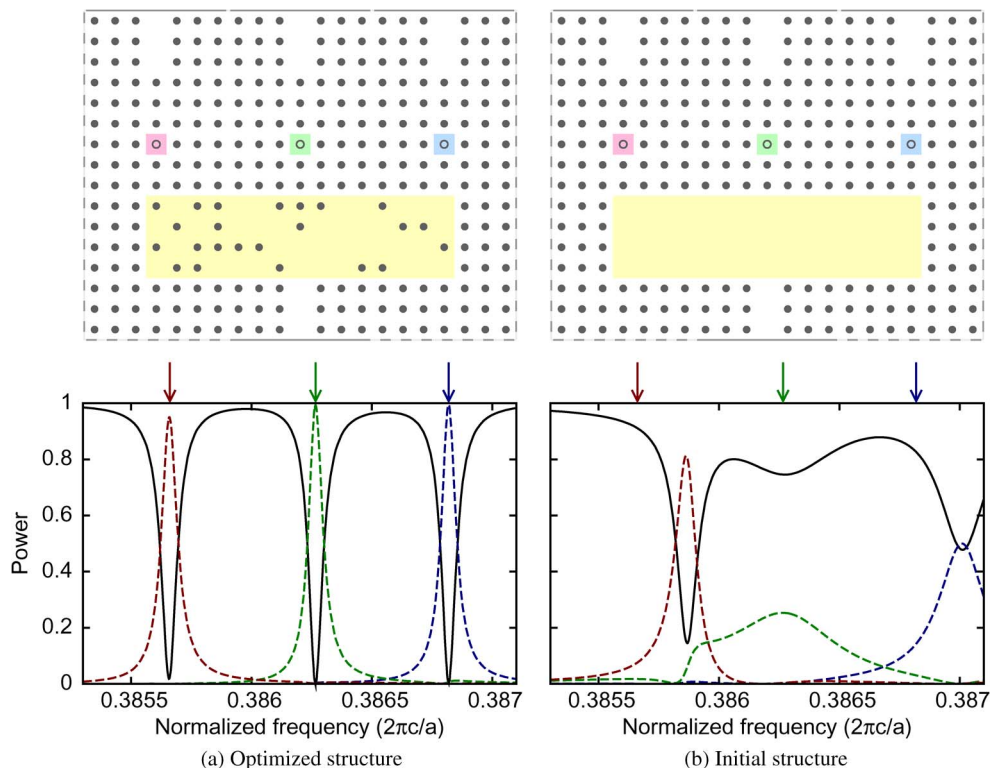 Power
1
0.8
0.6
0.4
0.2
0
0.3855 0.386 0.3865 0.387
0.3855 0.386 0.3865 0.387
Normalized frequency (2πc/a)
Normalized frequency (2πc/a)
(a) Optimized structure
(b) Initial structure